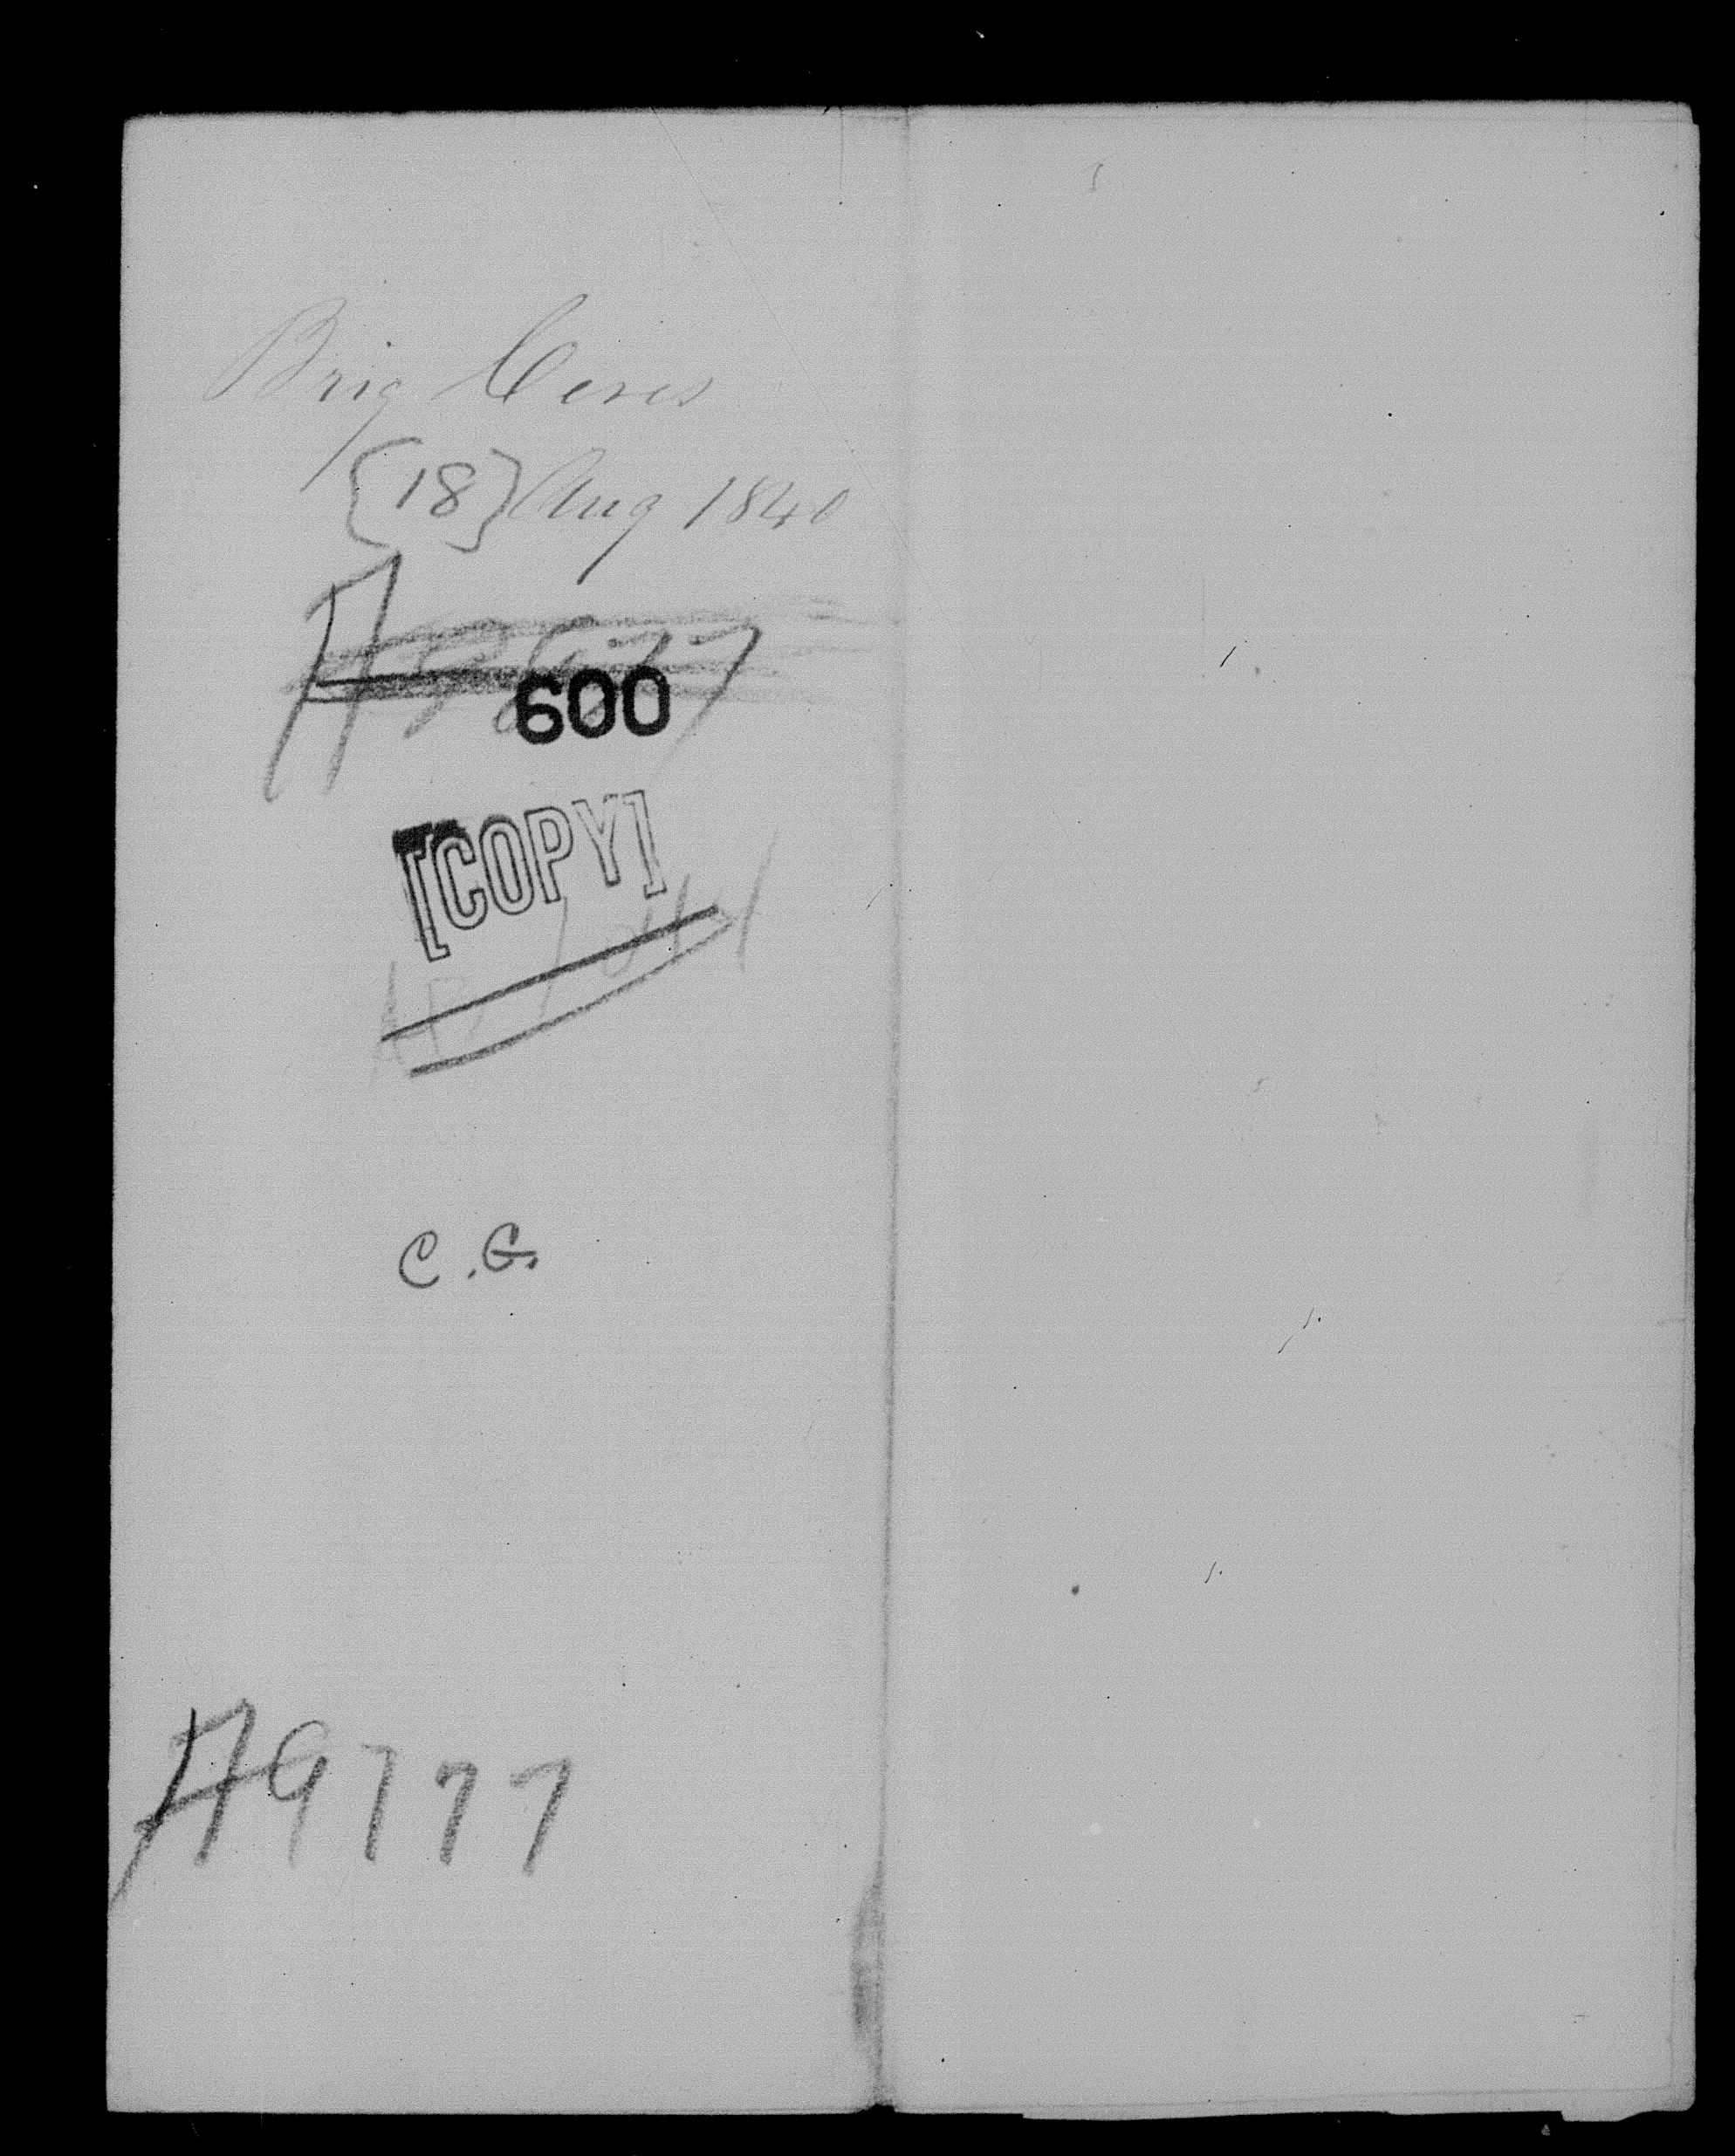 Brig Ceres
[18] Aug 1840
600
[COPY]
C.G.
A9777